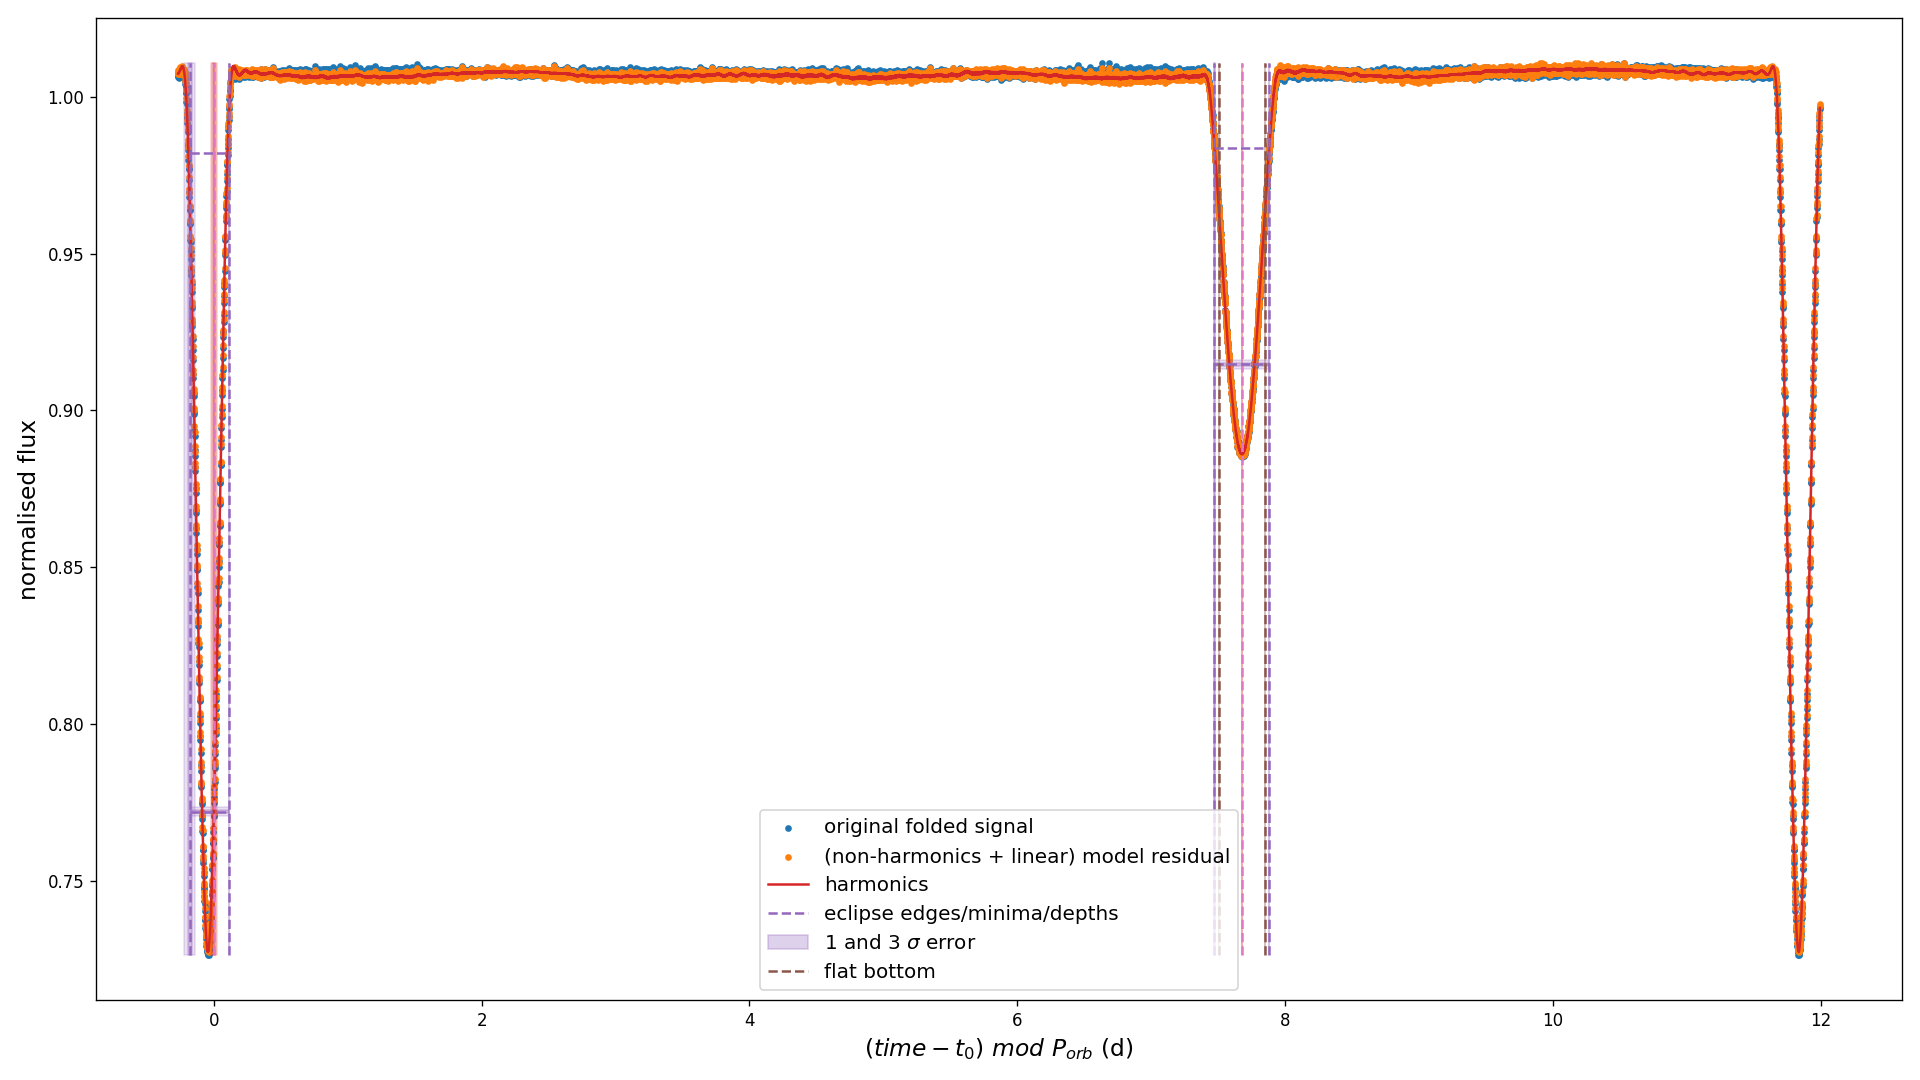 normalised flux
1.00
0.95
0.90
0.85
0.80
0.75
original folded signal
(non-harmonics + linear) model residual
harmonics
eclipse edges/minima/depths
1 and 3 σ error
flat bottom
0 2 4 6 8 10 12
(time − t₀) mod Pₒᵣᵦ (d)